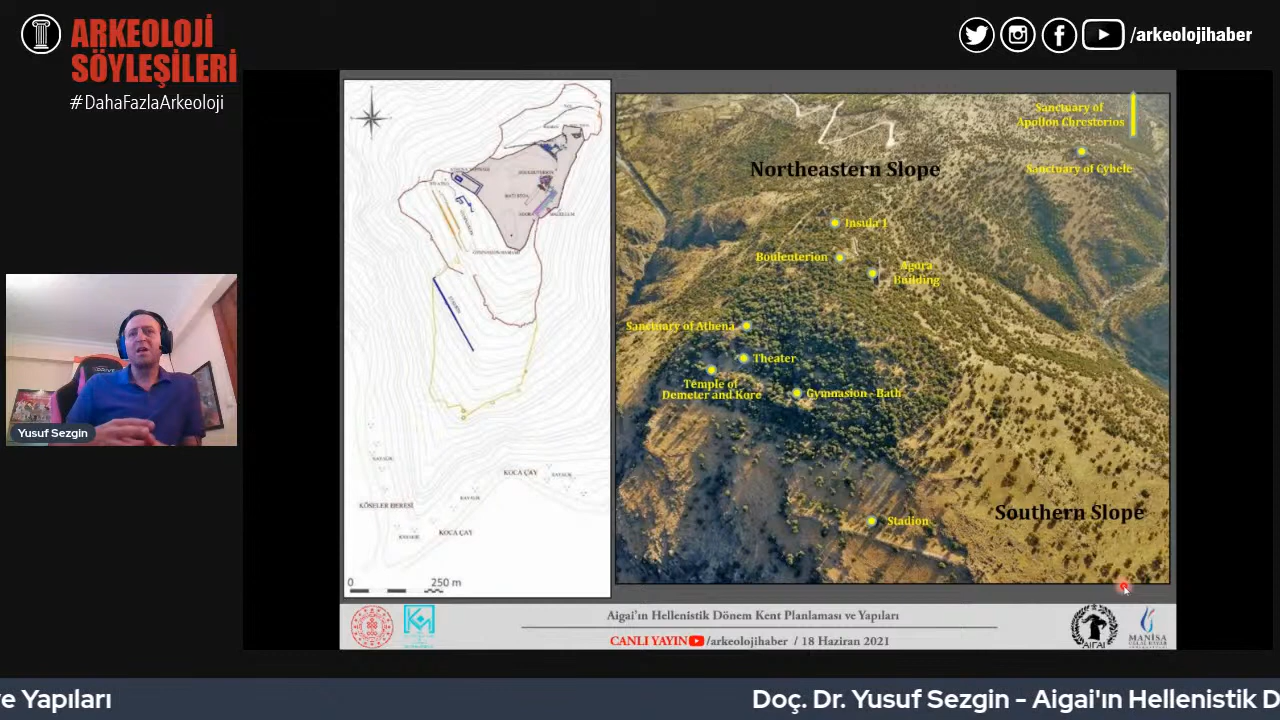 ARKEOLOJİ
SÖYLEŞİLERİ
#DahaFazlaArkeoloji
/arkeolojihaber
Yusuf Sezgin
KOCA ÇAY
KÖSELER DERESİ
KOCA ÇAY
0 250 m
Sanctuary of
Apollon Chresterios
Sanctuary of Cybele
Northeastern Slope
Insula I
Bouleuterion
Agora
Building
Sanctuary of Athena
Theater
Temple of
Demeter and Kore
Gymnasion - Bath
Stadion
Southern Slope
Aigai'ın Hellenistik Dönem Kent Planlaması ve Yapıları
CANLI YAYIN /arkeolojihaber / 18 Haziran 2021
AIGAI
MANİSA
e Yapıları
Doç. Dr. Yusuf Sezgin - Aigai'ın Hellenistik D